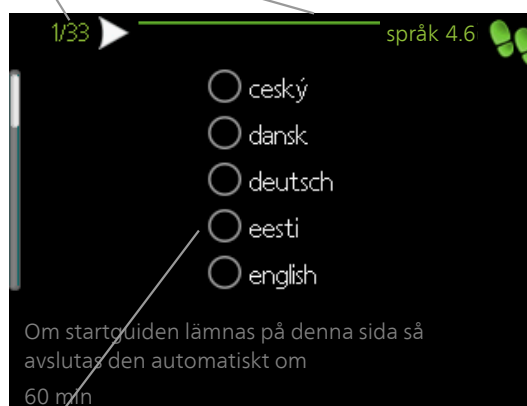 1/33
språk 4.6
ceský
dansk
deutsch
eesti
english
Om startguiden lämnas på denna sida så
avslutas den automatiskt om
60 min